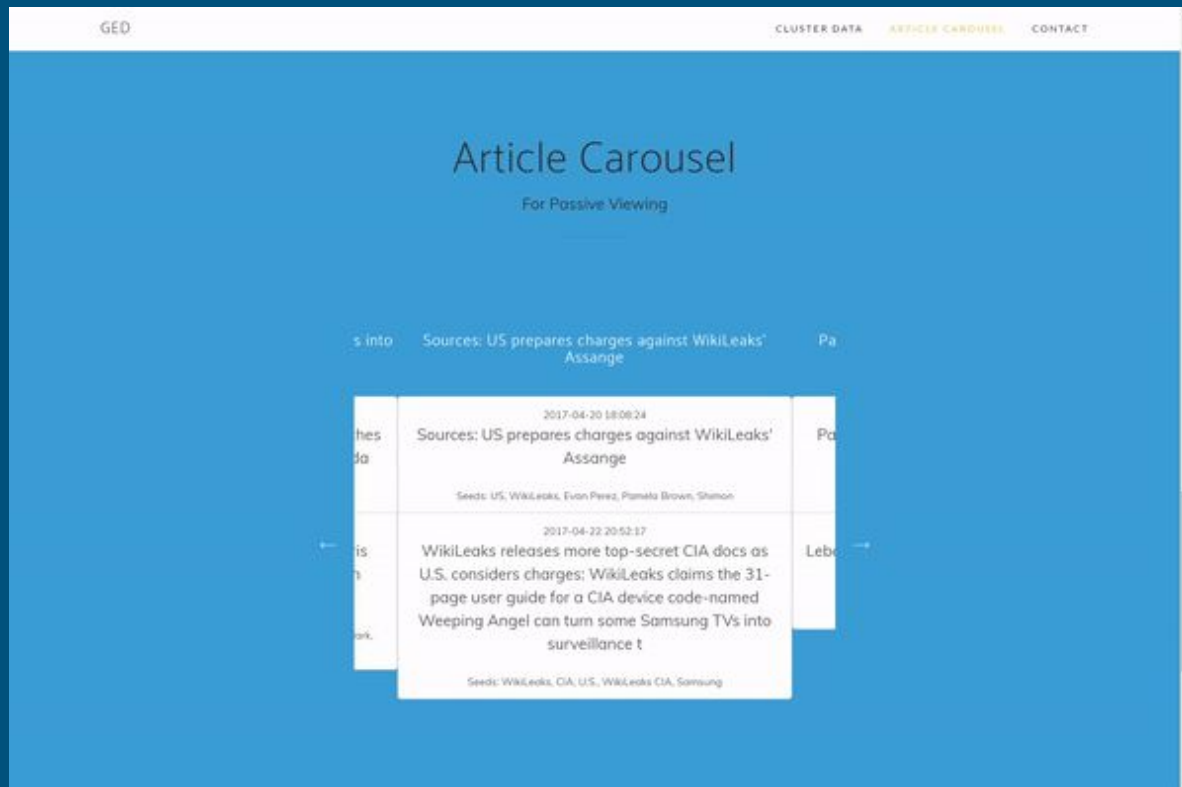 GED
CLUSTER DATA ARTICLE CAROUSEL CONTACT
Article Carousel
For Passive Viewing
s into
Sources: US prepares charges against WikiLeaks'
Assange
Pa
hes
da
2017-04-20 18:08:24
Sources: US prepares charges against WikiLeaks'
Assange
Seeds: US, WikiLeaks, Evan Perez, Pamela Brown, Shimon
Pa
←
is
n
ark,
2017-04-22 20:52:17
WikiLeaks releases more top-secret CIA docs as
U.S. considers charges: WikiLeaks claims the 31-
page user guide for a CIA device code-named
Weeping Angel can turn some Samsung TVs into
surveillance t
Seeds: WikiLeaks, CIA, U.S., WikiLeaks CIA, Samsung
Lebe
→